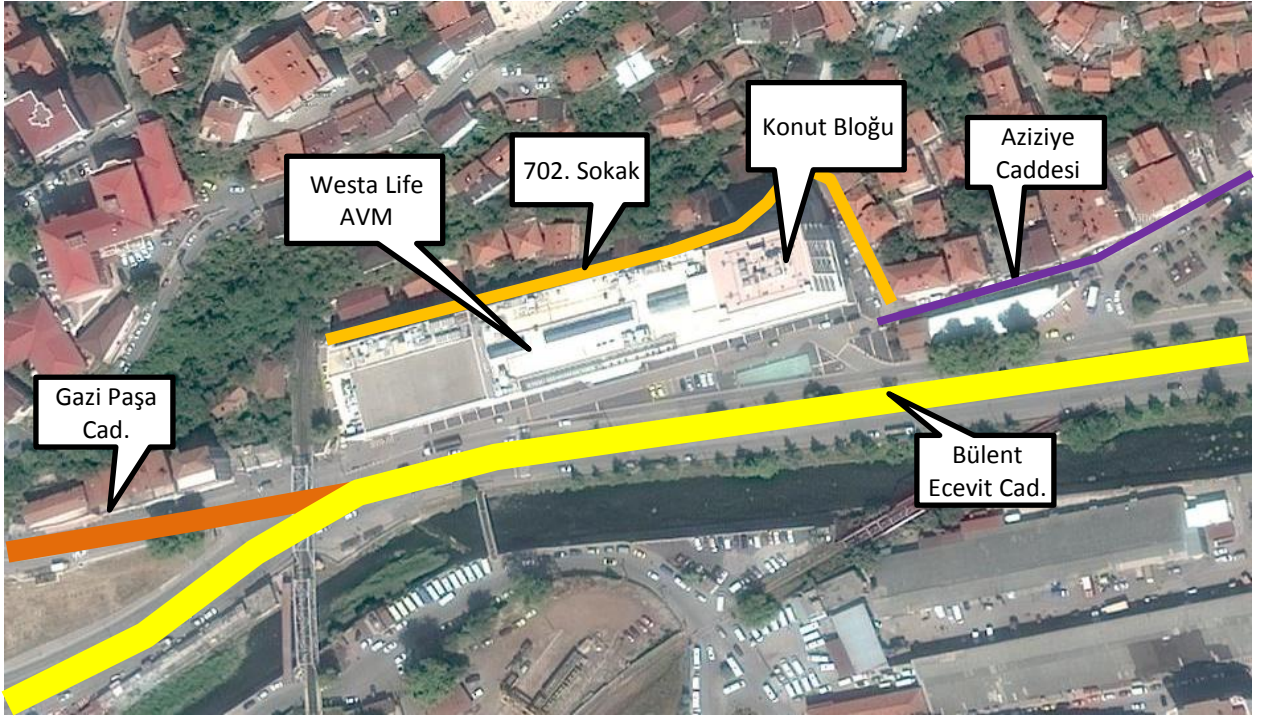 Konut Bloğu
Aziziye
Caddesi
702. Sokak
Westa Life
AVM
Gazi Paşa
Cad.
Bülent
Ecevit Cad.